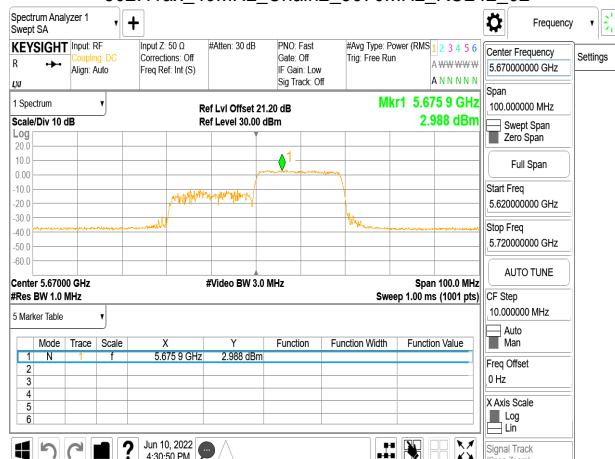 Spectrum Analyzer 1
Swept SA
Frequency
KEYSIGHT
R
LXI
Input: RF
Coupling: DC
Align: Auto
Input Z: 50 Ω
Corrections: Off
Freq Ref: Int (S)
#Atten: 30 dB
PNO: Fast
Gate: Off
IF Gain: Low
Sig Track: Off
#Avg Type: Power (RMS
Trig: Free Run
1 2 3 4 5 6
A W W W W W
A N N N N N
Center Frequency
5.670000000 GHz
Settings
Span
100.000000 MHz
Swept Span
Zero Span
Full Span
Start Freq
5.620000000 GHz
Stop Freq
5.720000000 GHz
AUTO TUNE
CF Step
10.000000 MHz
Auto
Man
Freq Offset
0 Hz
X Axis Scale
Log
Lin
Signal Track
1 Spectrum
Scale/Div 10 dB
Ref Lvl Offset 21.20 dB
Ref Level 30.00 dBm
Mkr1 5.675 9 GHz
2.988 dBm
Log
20.0
10.0
0.00
-10.0
-20.0
-30.0
-40.0
-50.0
-60.0
1
Center 5.67000 GHz
#Res BW 1.0 MHz
#Video BW 3.0 MHz
Span 100.0 MHz
Sweep 1.00 ms (1001 pts)
5 Marker Table
Mode Trace Scale X Y Function Function Width Function Value
1 N 1 f 5.675 9 GHz 2.988 dBm
2
3
4
5
6
?
Jun 10, 2022
4:30:50 PM